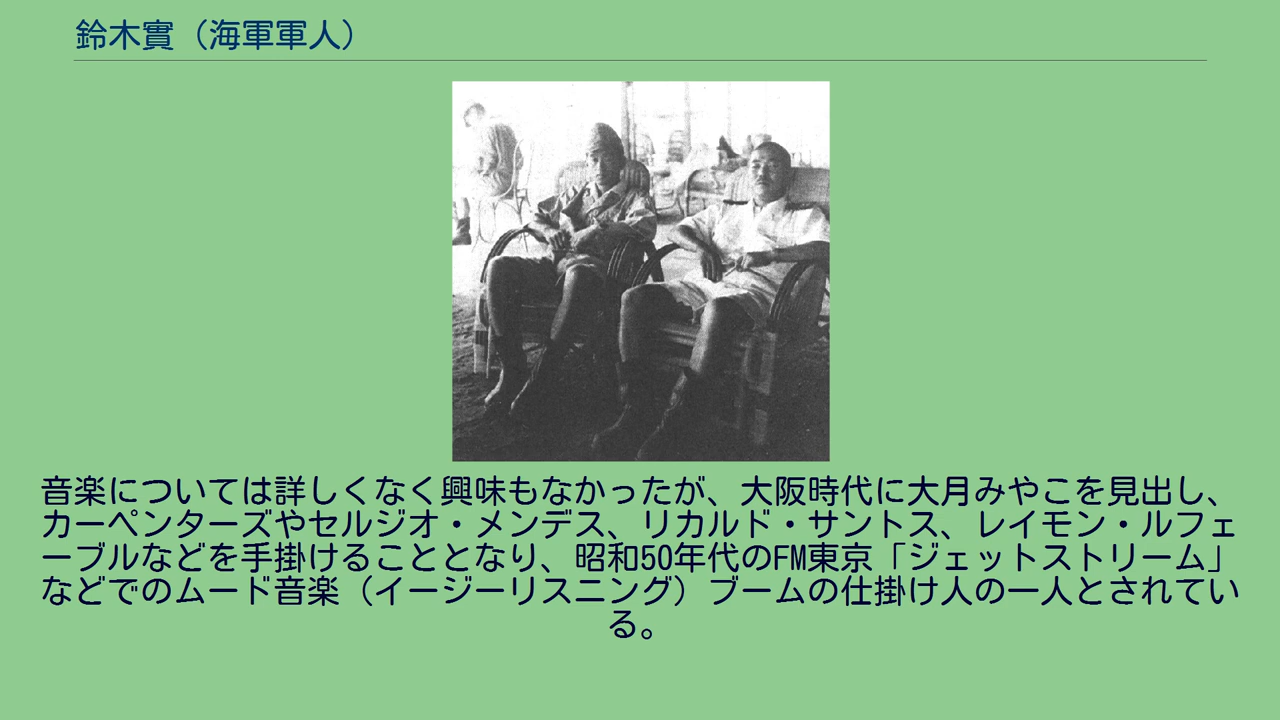 鈴木實（海軍軍人）
音楽については詳しくなく興味もなかったが、大阪時代に大月みやこを見出し、
カーペンターズやセルジオ・メンデス、リカルド・サントス、レイモン・ルフェ
ーブルなどを手掛けることとなり、昭和50年代のFM東京「ジェットストリーム」
などでのムード音楽（イージーリスニング）ブームの仕掛け人の一人とされてい
る。